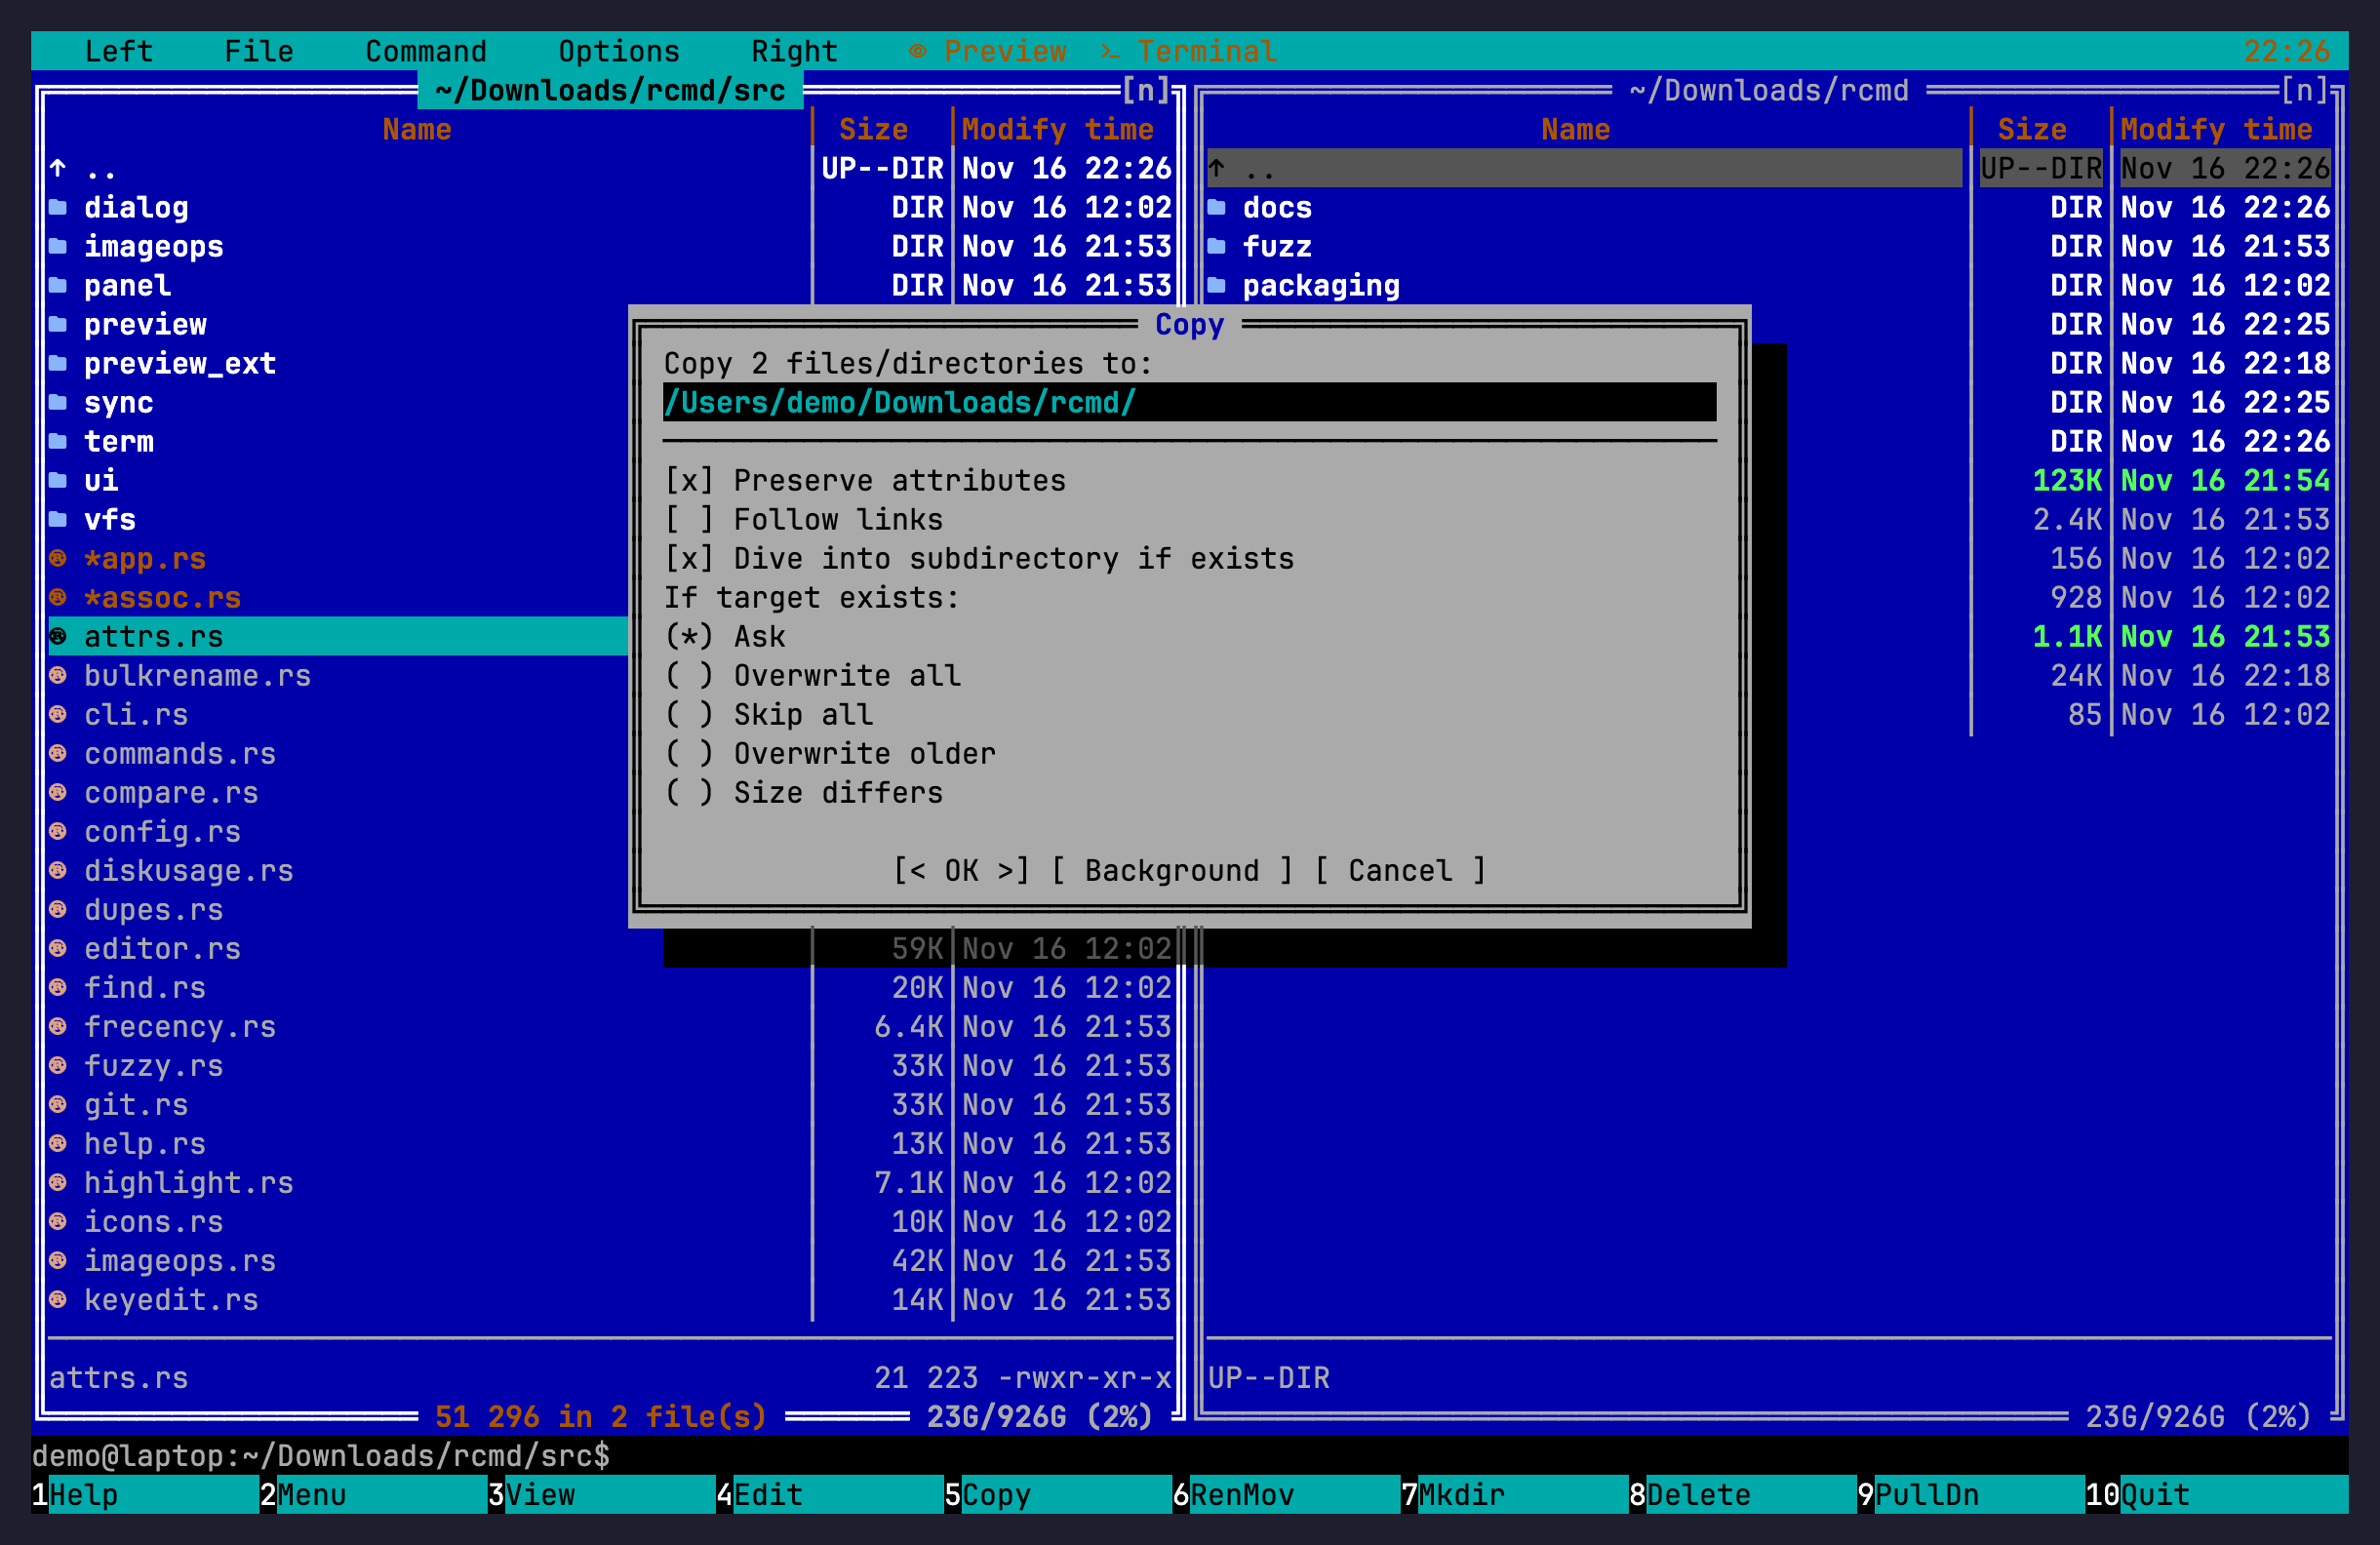 Left File Command Options Right Preview >_ Terminal 22:26
~/Downloads/rcmd/src [n] ~/Downloads/rcmd [n]
Name Size Modify time Name Size Modify time
↑ .. UP--DIR Nov 16 22:26 ↑ .. UP--DIR Nov 16 22:26
dialog DIR Nov 16 12:02 docs DIR Nov 16 22:26
imageops DIR Nov 16 21:53 fuzz DIR Nov 16 21:53
panel DIR Nov 16 21:53 packaging DIR Nov 16 12:02
preview Copy DIR Nov 16 22:25
preview_ext Copy 2 files/directories to: DIR Nov 16 22:18
sync /Users/demo/Downloads/rcmd/ DIR Nov 16 22:25
term DIR Nov 16 22:26
ui [x] Preserve attributes 123K Nov 16 21:54
vfs [ ] Follow links 2.4K Nov 16 21:53
*app.rs [x] Dive into subdirectory if exists 156 Nov 16 12:02
*assoc.rs If target exists: 928 Nov 16 12:02
attrs.rs (*) Ask 1.1K Nov 16 21:53
bulkrename.rs ( ) Overwrite all 24K Nov 16 22:18
cli.rs ( ) Skip all 85 Nov 16 12:02
commands.rs ( ) Overwrite older
compare.rs ( ) Size differs
config.rs
diskusage.rs [< OK >] [ Background ] [ Cancel ]
dupes.rs
editor.rs 59K Nov 16 12:02
find.rs 20K Nov 16 12:02
frecency.rs 6.4K Nov 16 21:53
fuzzy.rs 33K Nov 16 21:53
git.rs 33K Nov 16 21:53
help.rs 13K Nov 16 21:53
highlight.rs 7.1K Nov 16 12:02
icons.rs 10K Nov 16 12:02
imageops.rs 42K Nov 16 21:53
keyedit.rs 14K Nov 16 21:53
attrs.rs 21 223 -rwxr-xr-x UP--DIR
51 296 in 2 file(s) 23G/926G (2%) 23G/926G (2%)
demo@laptop:~/Downloads/rcmd/src$
1Help 2Menu 3View 4Edit 5Copy 6RenMov 7Mkdir 8Delete 9PullDn 10Quit